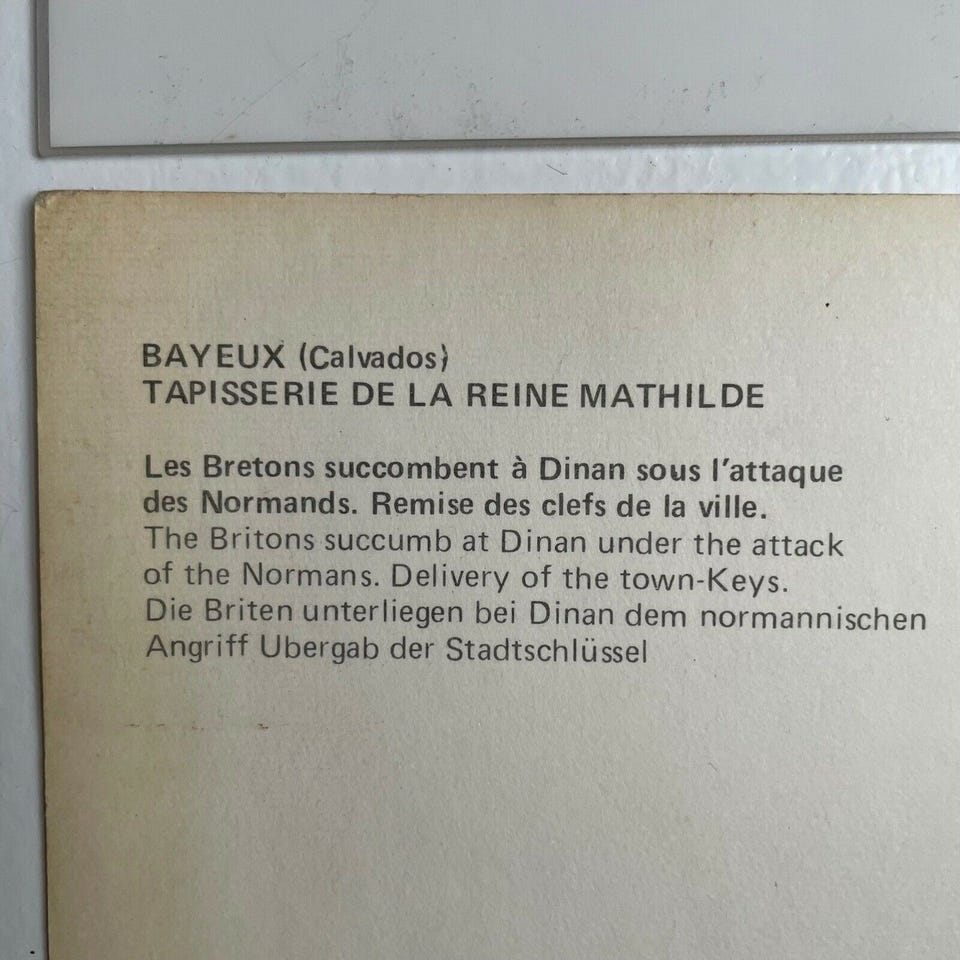 BAYEUX (Calvados)
TAPISSERIE DE LA REINE MATHILDE
Les Bretons succombent à Dinan sous l'attaque
des Normands. Remise des clefs de la ville.
The Britons succumb at Dinan under the attack
of the Normans. Delivery of the town-Keys.
Die Briten unterliegen bei Dinan dem normannischen
Angriff Ubergab der Stadtschlüssel